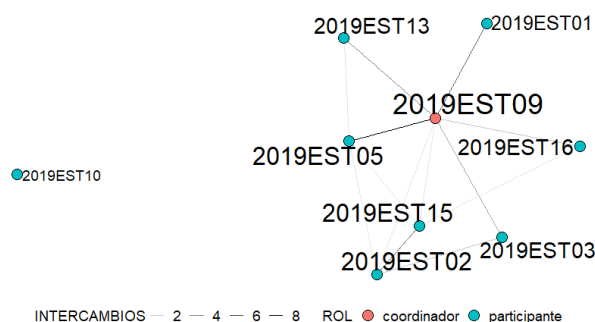 2019EST13
2019EST01
2019EST09
2019EST05
2019EST16
2019EST10
2019EST15
2019EST02
2019EST03
INTERCAMBIOS 2 4 6 8 ROL coordinador participante